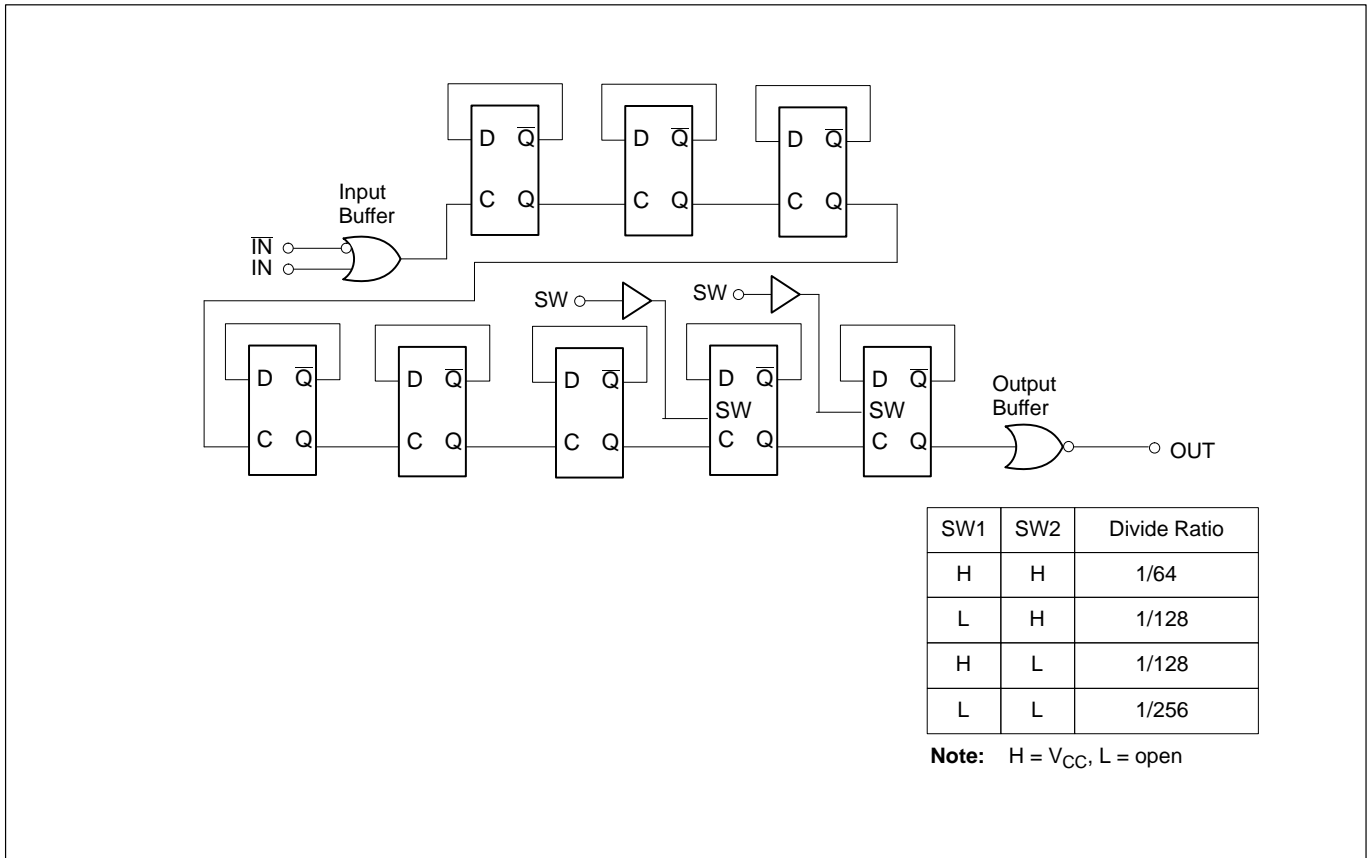 D Q̅ D Q̅ D Q̅
C Q C Q C Q
Input
Buffer
I̅N̅
IN
SW SW
D Q̅ D Q̅ D Q̅ D Q̅ D Q̅
SW SW
C Q C Q C Q C Q C Q
Output
Buffer
OUT
SW1 SW2 Divide Ratio
H H 1/64
L H 1/128
H L 1/128
L L 1/256
Note: H = VCC, L = open